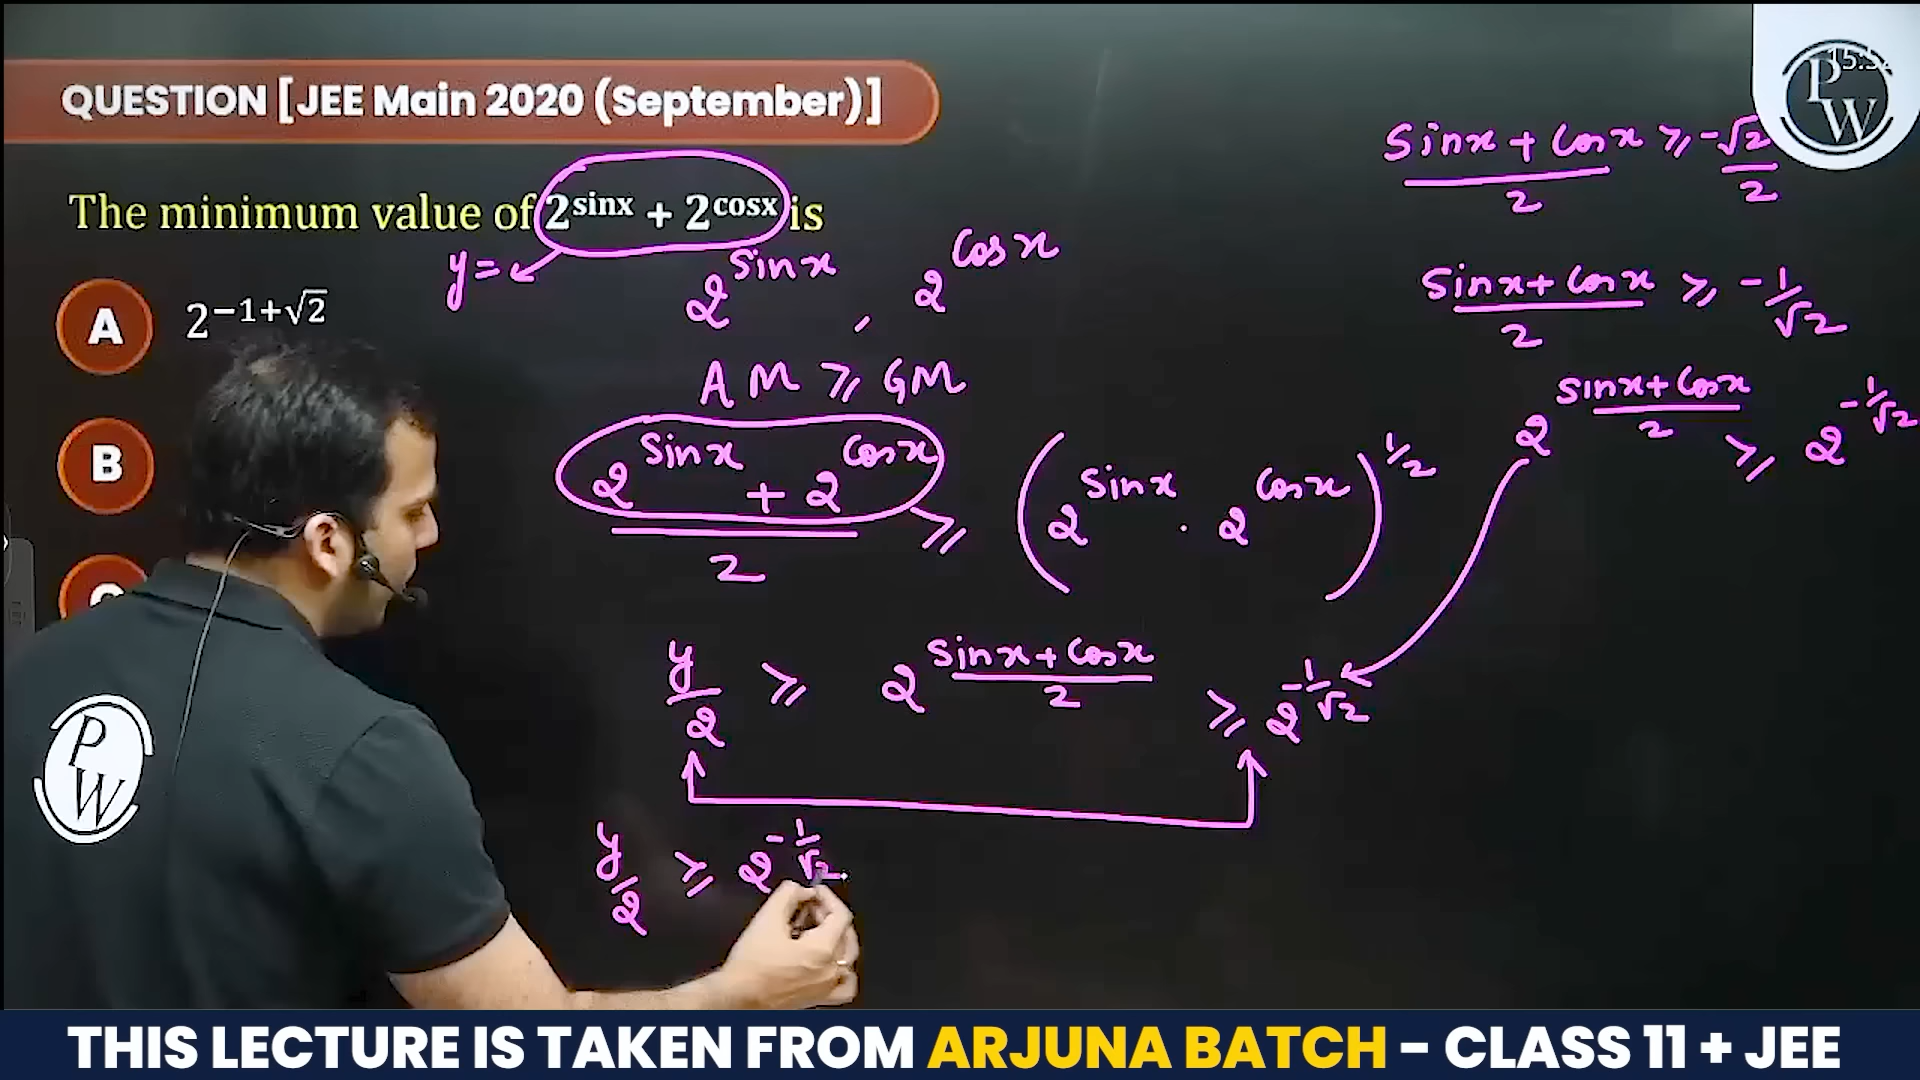 QUESTION [JEE Main 2020 (September)]
The minimum value of 2^sinx + 2^cosx is
y =
2^sinx , 2^cosx
A 2^−1+√2
B
AM ⩾ GM
(2^sinx + 2^cosx)/2 ⩾ (2^sinx · 2^cosx)^1/2
y/2 ⩾ 2^(sinx+cosx)/2 ⩾ 2^-1/√2
y/2 ⩾ 2^-1/√2
(sinx + cosx)/2 ⩾ -√2/2
(sinx + cosx)/2 ⩾ -1/√2
2^(sinx+cosx)/2 ⩾ 2^-1/√2
PW
PW
THIS LECTURE IS TAKEN FROM ARJUNA BATCH - CLASS 11 + JEE